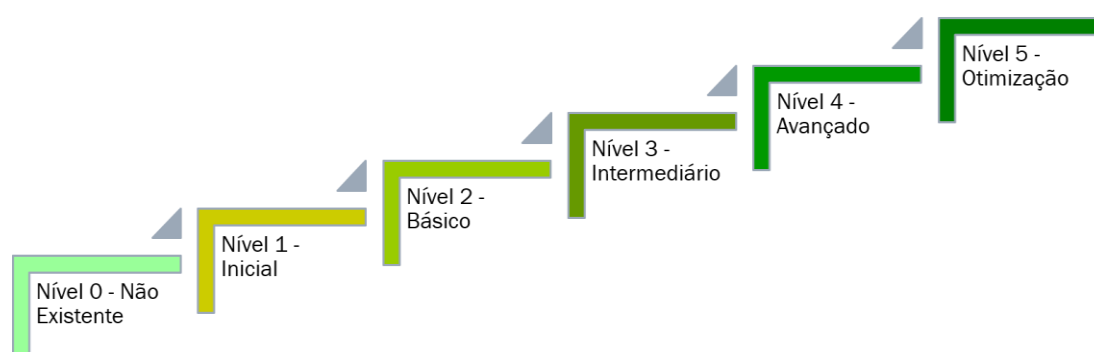 Nível 0 - Não
Existente
Nível 1 -
Inicial
Nível 2 -
Básico
Nível 3 -
Intermediário
Nível 4 -
Avançado
Nível 5 -
Otimização